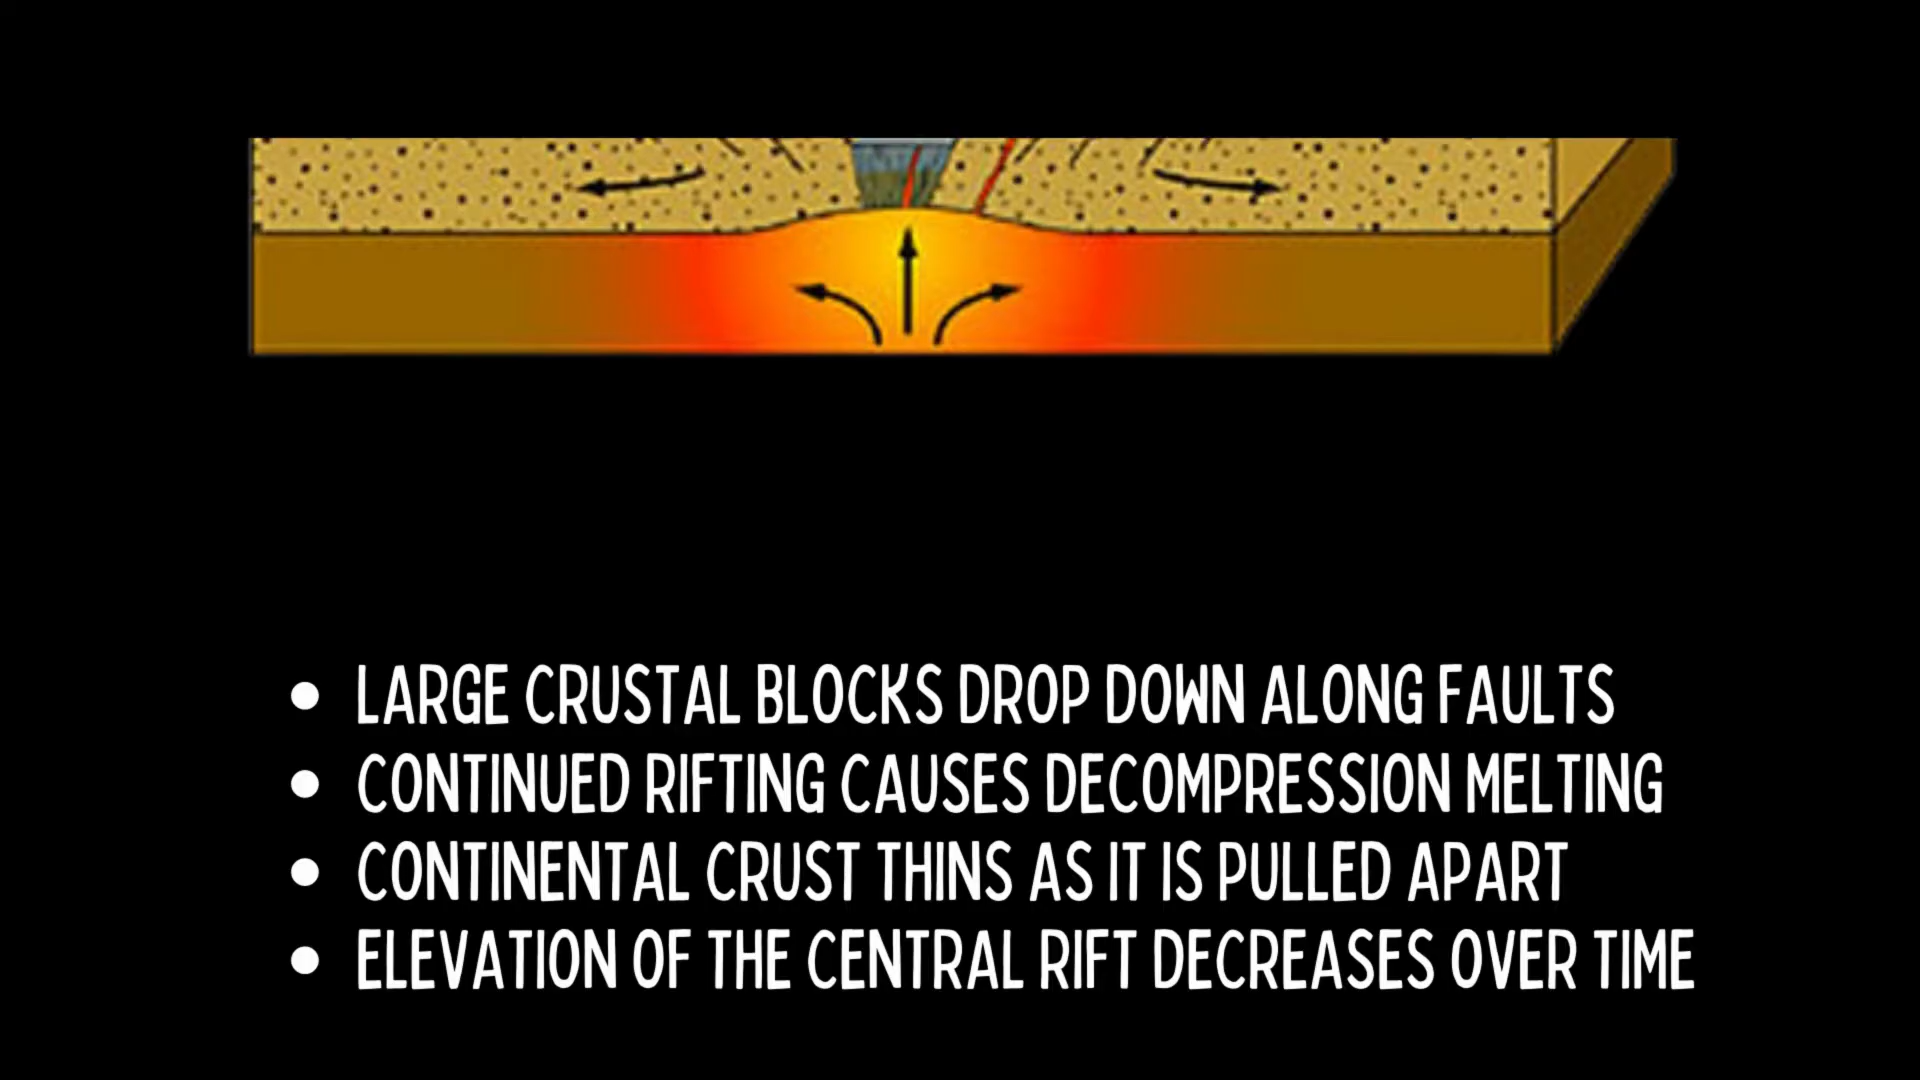 • LARGE CRUSTAL BLOCKS DROP DOWN ALONG FAULTS
• CONTINUED RIFTING CAUSES DECOMPRESSION MELTING
• CONTINENTAL CRUST THINS AS IT IS PULLED APART
• ELEVATION OF THE CENTRAL RIFT DECREASES OVER TIME